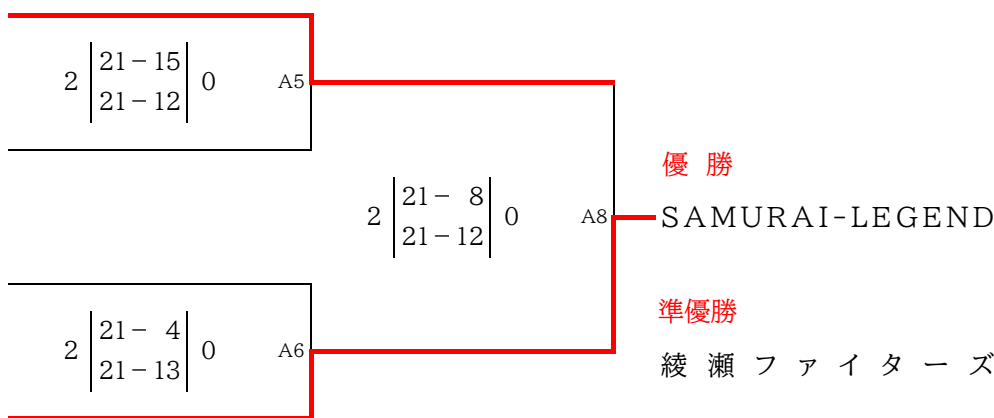 2 21-15 0 A5
21-12
優 勝
2 21- 8 0 A8
21-12
SAMURAI-LEGEND
準優勝
2 21- 4 0 A6
21-13
綾 瀬 フ ァ イ タ ー ズ